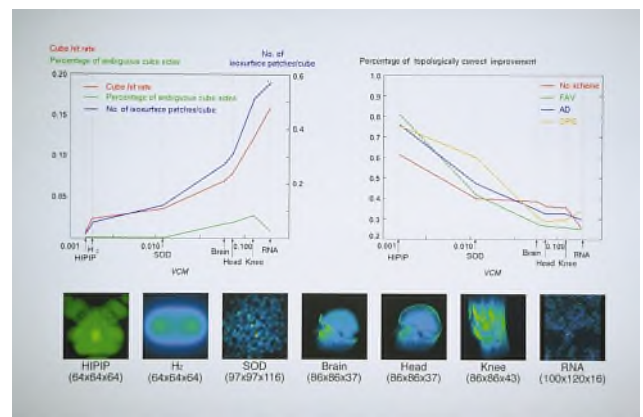 Cube hit rate
Percentage of ambiguous cube sides
No. of
isosurface patches/cube
0.20
0.15
0.10
0.05
0.6
0.4
0.2
Cube hit rate
Percentage of ambiguous cube sides
No. of isosurface patches/cube
0.001
0.010
0.100
HIPIP
H₂
SOD
Brain
Head
Knee
RNA
VCM
Percentage of topologically correct improvement
1.0
0.9
0.8
0.7
0.6
0.5
0.4
0.3
0.2
No scheme
FAV
AD
0.001
0.010
0.100
HIPIP
SOD
Brain
Head
Knee
RNA
VCM
HIPIP
(64x64x64)
H₂
(64x64x64)
SOD
(97x97x116)
Brain
(86x86x37)
Head
(86x86x37)
Knee
(86x86x43)
RNA
(100x120x16)